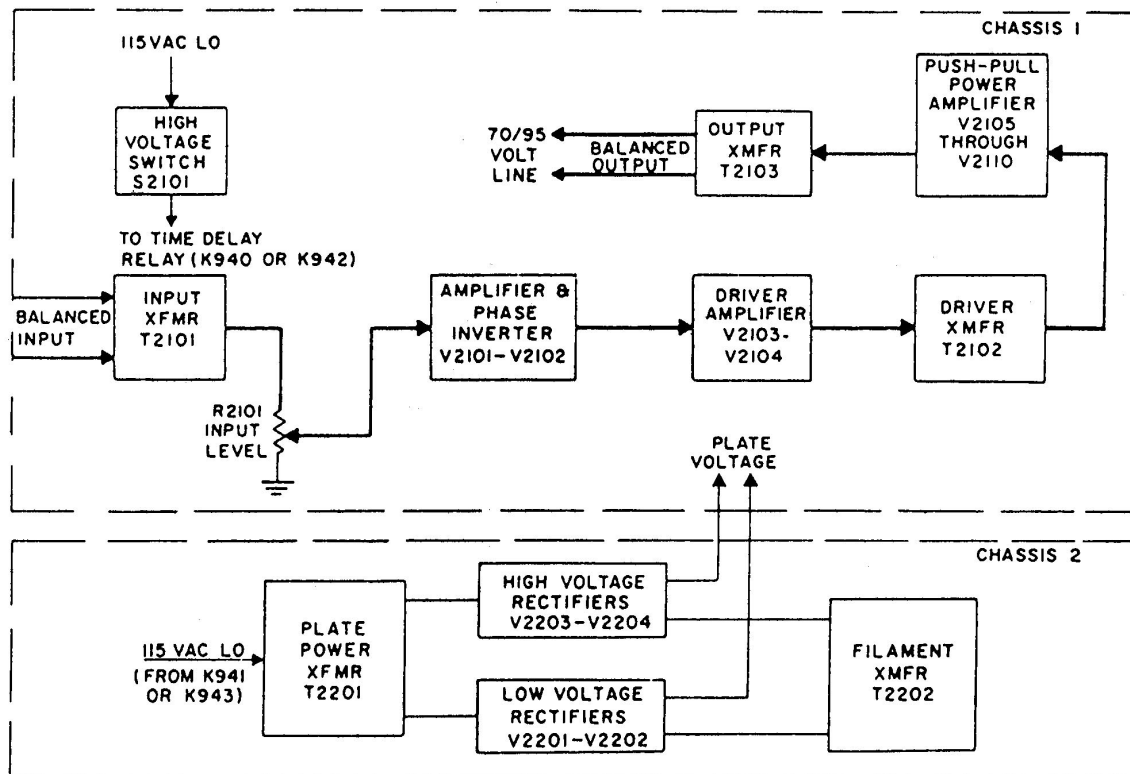 CHASSIS 1
115VAC LO
HIGH
VOLTAGE
SWITCH
S2101
TO TIME DELAY
RELAY (K940 OR K942)
70/95
VOLT
LINE
BALANCED
OUTPUT
OUTPUT
XMFR
T2103
PUSH-PULL
POWER
AMPLIFIER
V2105
THROUGH
V2110
BALANCED
INPUT
INPUT
XFMR
T2101
R2101
INPUT
LEVEL
AMPLIFIER &
PHASE
INVERTER
V2101-V2102
DRIVER
AMPLIFIER
V2103-
V2104
DRIVER
XMFR
T2102
PLATE
VOLTAGE
CHASSIS 2
115 VAC LO
(FROM K941
OR K943)
PLATE
POWER
XFMR
T2201
HIGH VOLTAGE
RECTIFIERS
V2203-V2204
LOW VOLTAGE
RECTIFIERS
V2201-V2202
FILAMENT
XMFR
T2202